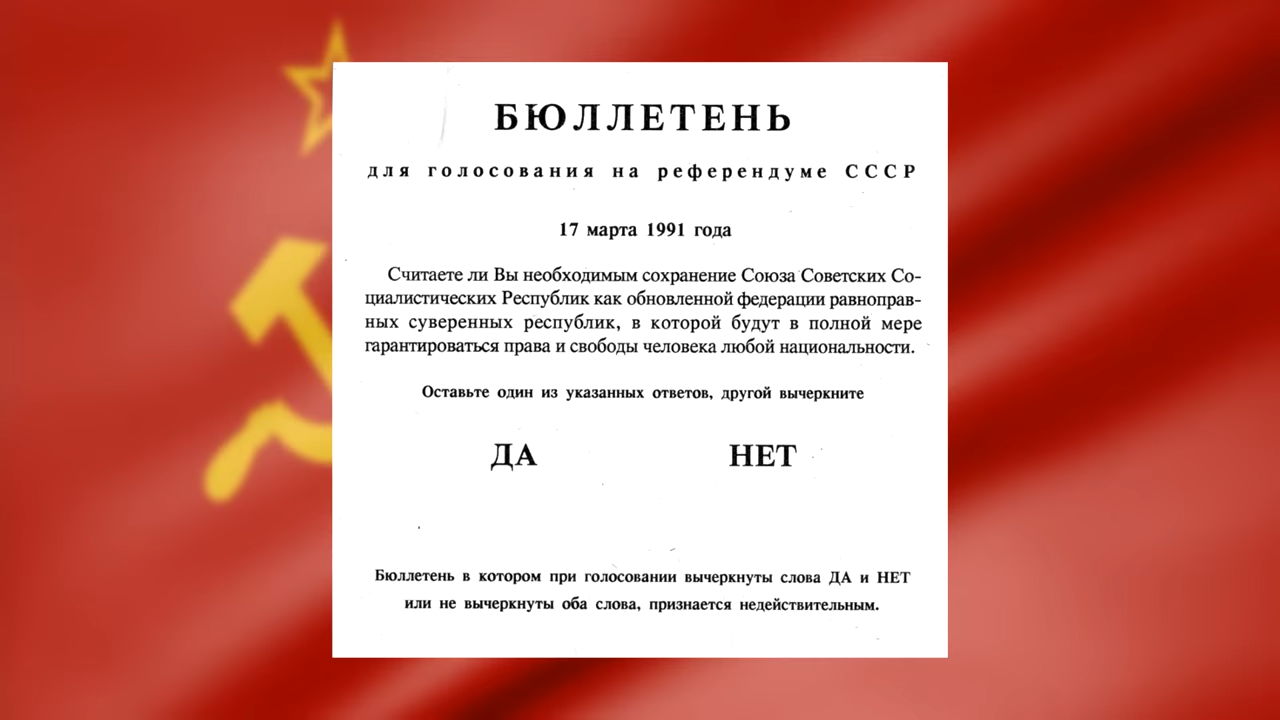 БЮЛЛЕТЕНЬ
для голосования на референдуме СССР
17 марта 1991 года
Считаете ли Вы необходимым сохранение Союза Советских Со-
циалистических Республик как обновленной федерации равноправ-
ных суверенных республик, в которой будут в полной мере
гарантироваться права и свободы человека любой национальности.
Оставьте один из указанных ответов, другой вычеркните
ДА НЕТ
Бюллетень в котором при голосовании вычеркнуты слова ДА и НЕТ
или не вычеркнуты оба слова, признается недействительным.